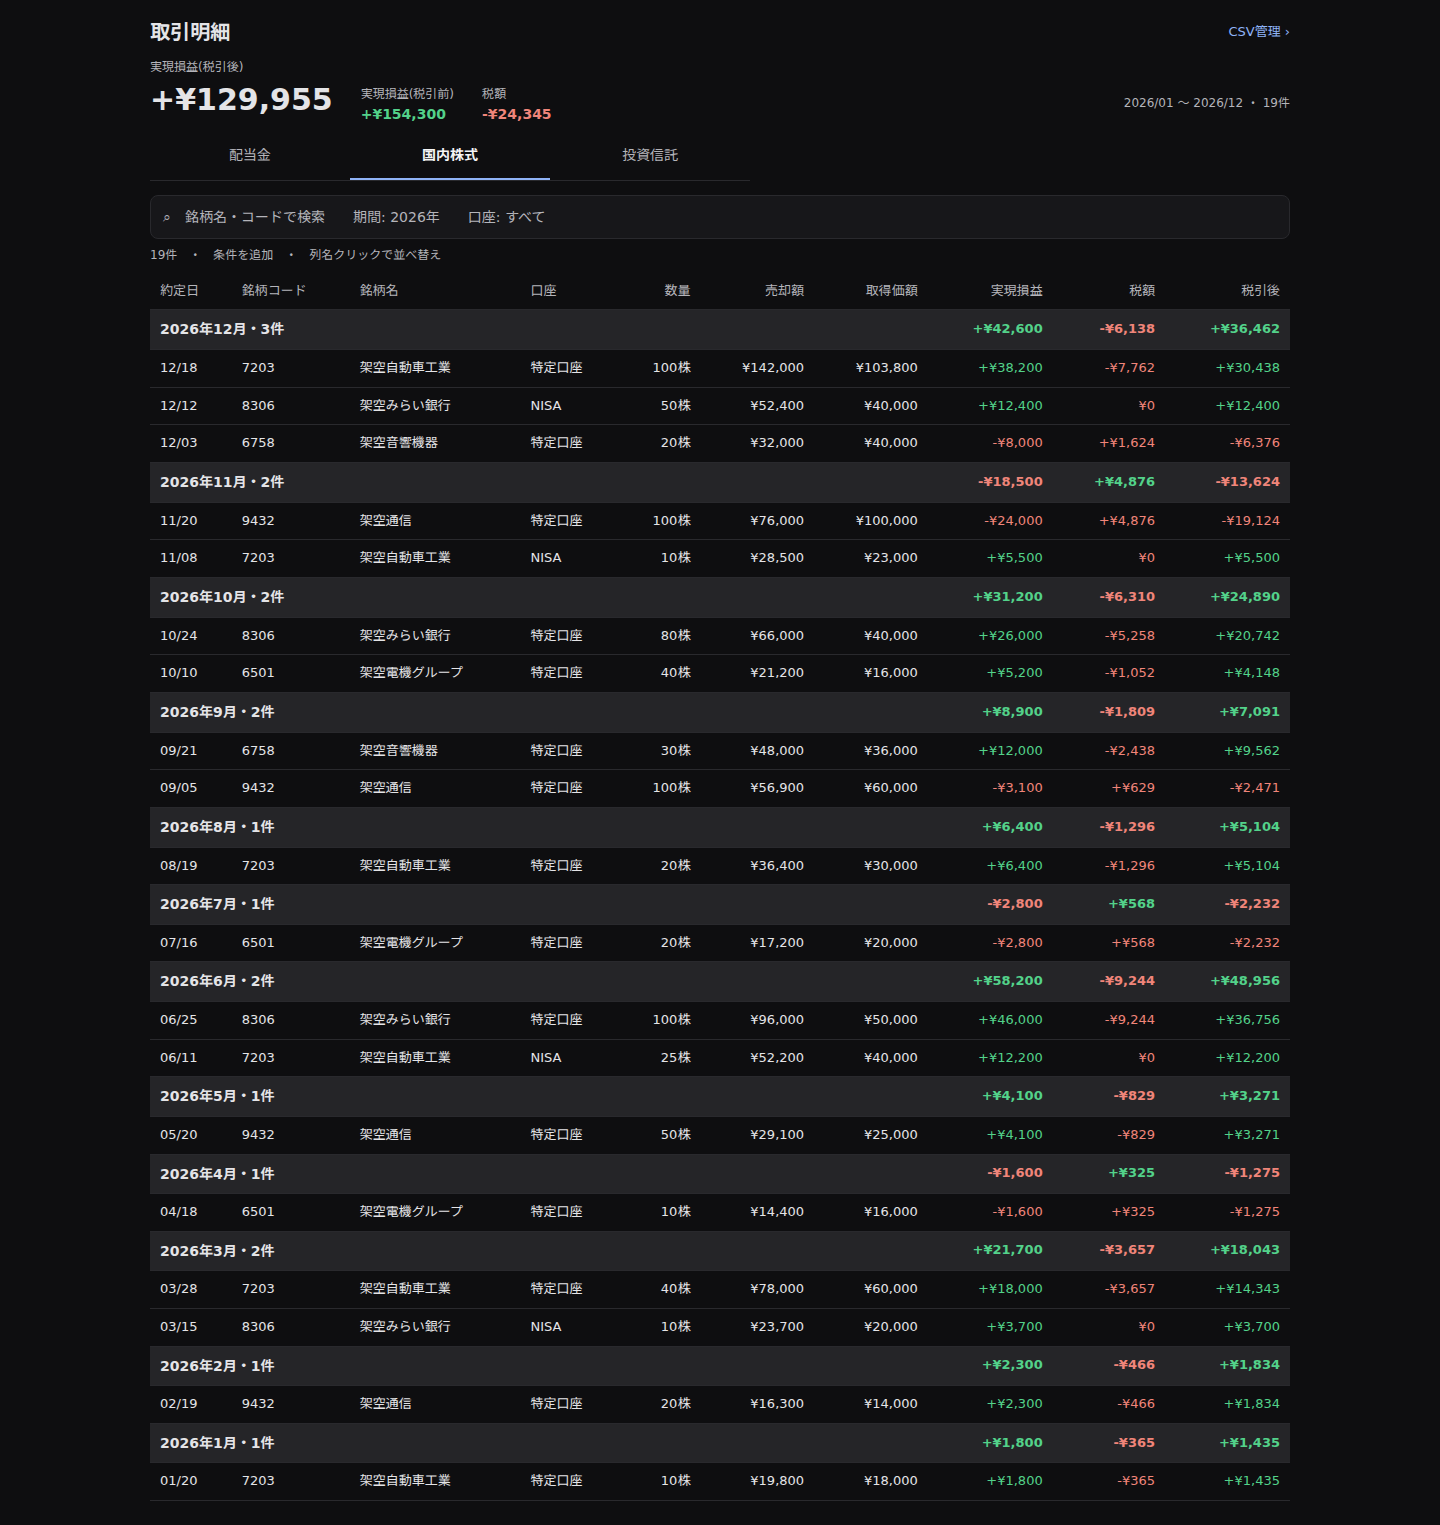 取引明細 CSV管理 ›
実現損益(税引後)
+¥129,955 実現損益(税引前) 税額 2026/01 〜 2026/12 ・ 19件
+¥154,300 -¥24,345
配当金 国内株式 投資信託
銘柄名・コードで検索 期間: 2026年 口座: すべて
19件 ・ 条件を追加 ・ 列名クリックで並べ替え
約定日 銘柄コード 銘柄名 口座 数量 売却額 取得価額 実現損益 税額 税引後
2026年12月・3件 +¥42,600 -¥6,138 +¥36,462
12/18 7203 架空自動車工業 特定口座 100株 ¥142,000 ¥103,800 +¥38,200 -¥7,762 +¥30,438
12/12 8306 架空みらい銀行 NISA 50株 ¥52,400 ¥40,000 +¥12,400 ¥0 +¥12,400
12/03 6758 架空音響機器 特定口座 20株 ¥32,000 ¥40,000 -¥8,000 +¥1,624 -¥6,376
2026年11月・2件 -¥18,500 +¥4,876 -¥13,624
11/20 9432 架空通信 特定口座 100株 ¥76,000 ¥100,000 -¥24,000 +¥4,876 -¥19,124
11/08 7203 架空自動車工業 NISA 10株 ¥28,500 ¥23,000 +¥5,500 ¥0 +¥5,500
2026年10月・2件 +¥31,200 -¥6,310 +¥24,890
10/24 8306 架空みらい銀行 特定口座 80株 ¥66,000 ¥40,000 +¥26,000 -¥5,258 +¥20,742
10/10 6501 架空電機グループ 特定口座 40株 ¥21,200 ¥16,000 +¥5,200 -¥1,052 +¥4,148
2026年9月・2件 +¥8,900 -¥1,809 +¥7,091
09/21 6758 架空音響機器 特定口座 30株 ¥48,000 ¥36,000 +¥12,000 -¥2,438 +¥9,562
09/05 9432 架空通信 特定口座 100株 ¥56,900 ¥60,000 -¥3,100 +¥629 -¥2,471
2026年8月・1件 +¥6,400 -¥1,296 +¥5,104
08/19 7203 架空自動車工業 特定口座 20株 ¥36,400 ¥30,000 +¥6,400 -¥1,296 +¥5,104
2026年7月・1件 -¥2,800 +¥568 -¥2,232
07/16 6501 架空電機グループ 特定口座 20株 ¥17,200 ¥20,000 -¥2,800 +¥568 -¥2,232
2026年6月・2件 +¥58,200 -¥9,244 +¥48,956
06/25 8306 架空みらい銀行 特定口座 100株 ¥96,000 ¥50,000 +¥46,000 -¥9,244 +¥36,756
06/11 7203 架空自動車工業 NISA 25株 ¥52,200 ¥40,000 +¥12,200 ¥0 +¥12,200
2026年5月・1件 +¥4,100 -¥829 +¥3,271
05/20 9432 架空通信 特定口座 50株 ¥29,100 ¥25,000 +¥4,100 -¥829 +¥3,271
2026年4月・1件 -¥1,600 +¥325 -¥1,275
04/18 6501 架空電機グループ 特定口座 10株 ¥14,400 ¥16,000 -¥1,600 +¥325 -¥1,275
2026年3月・2件 +¥21,700 -¥3,657 +¥18,043
03/28 7203 架空自動車工業 特定口座 40株 ¥78,000 ¥60,000 +¥18,000 -¥3,657 +¥14,343
03/15 8306 架空みらい銀行 NISA 10株 ¥23,700 ¥20,000 +¥3,700 ¥0 +¥3,700
2026年2月・1件 +¥2,300 -¥466 +¥1,834
02/19 9432 架空通信 特定口座 20株 ¥16,300 ¥14,000 +¥2,300 -¥466 +¥1,834
2026年1月・1件 +¥1,800 -¥365 +¥1,435
01/20 7203 架空自動車工業 特定口座 10株 ¥19,800 ¥18,000 +¥1,800 -¥365 +¥1,435